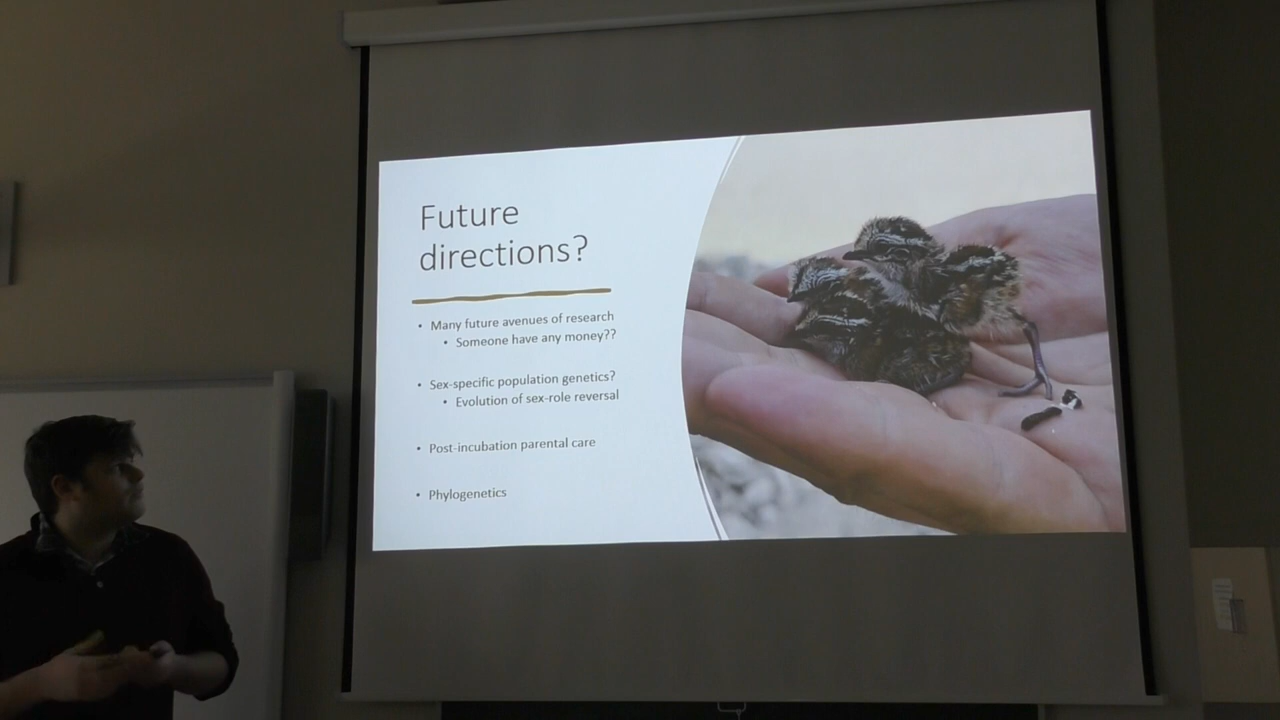 Future
directions?
• Many future avenues of research
• Someone have any money??
• Sex-specific population genetics?
• Evolution of sex-role reversal
• Post-incubation parental care
• Phylogenetics